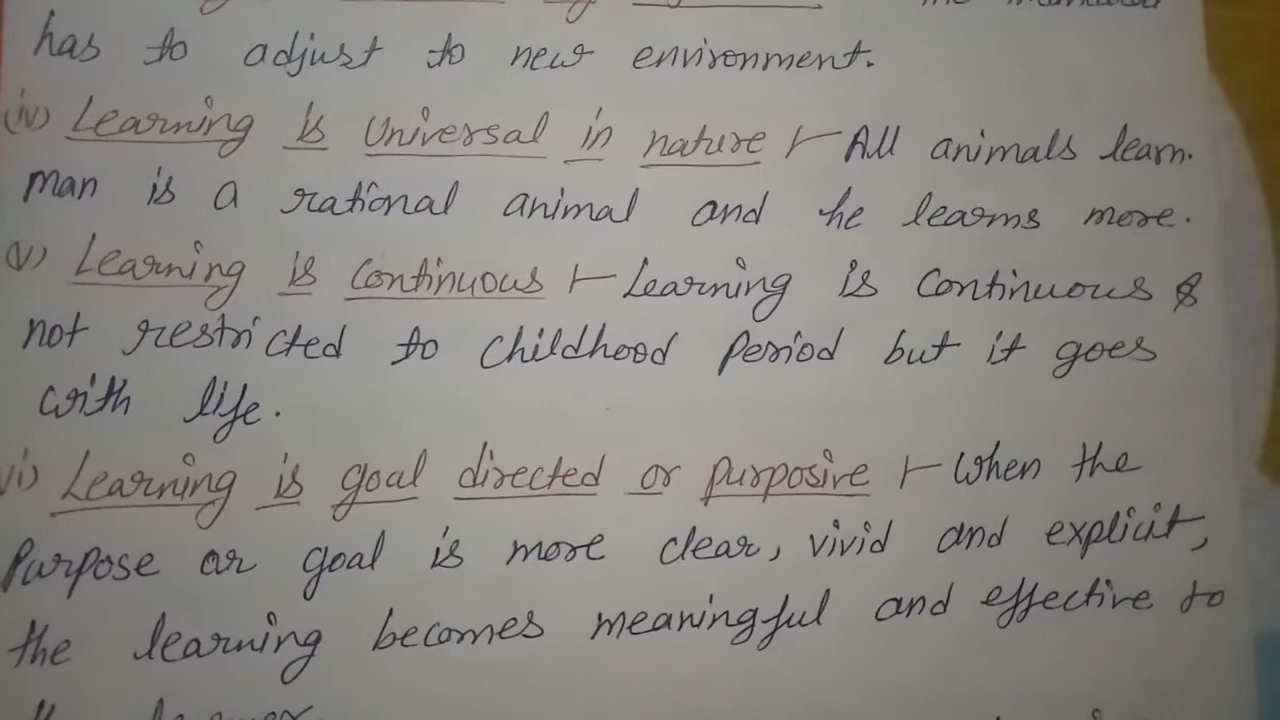 has to adjust to new environment.
(iv) Learning is Universal in nature :- All animals learn.
man is a rational animal and he learns more.
(v) Learning is Continuous :- Learning is Continuous &
not restricted to Childhood Period but it goes
with life.
vi) Learning is goal directed or purposive :- When the
Purpose or goal is more clear, vivid and explicit,
the learning becomes meaningful and effective to